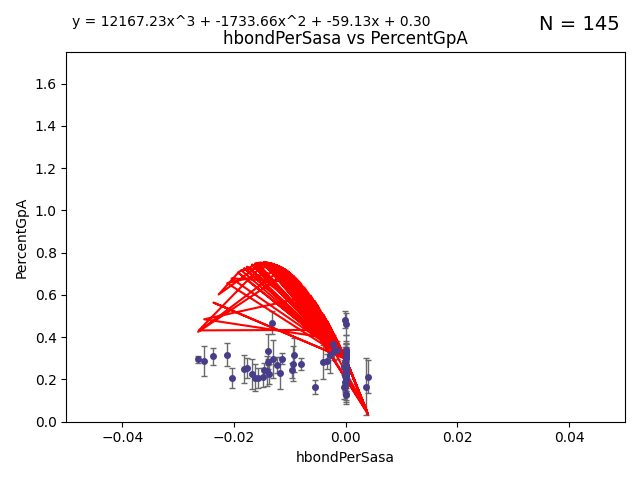 y = 12167.23x^3 + -1733.66x^2 + -59.13x + 0.30
N = 145
hbondPerSasa vs PercentGpA
1.6
1.4
1.2
1.0
0.8
0.6
0.4
0.2
0.0
PercentGpA
−0.04 −0.02 0.00 0.02 0.04
hbondPerSasa